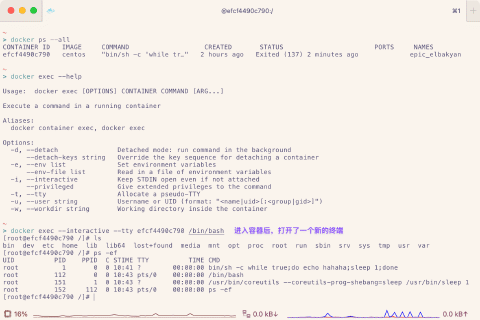 @efcf4490c790:/
⌘1
~
> docker ps --all
CONTAINER ID   IMAGE     COMMAND                  CREATED       STATUS                       PORTS     NAMES
efcf4490c790   centos    "bin/sh -c 'while tr…"   2 hours ago   Exited (137) 2 minutes ago             epic_elbakyan
~
> docker exec --help
Usage:  docker exec [OPTIONS] CONTAINER COMMAND [ARG...]
Execute a command in a running container
Aliases:
  docker container exec, docker exec
Options:
  -d, --detach               Detached mode: run command in the background
      --detach-keys string   Override the key sequence for detaching a container
  -e, --env list             Set environment variables
      --env-file list        Read in a file of environment variables
  -i, --interactive          Keep STDIN open even if not attached
      --privileged           Give extended privileges to the command
  -t, --tty                  Allocate a pseudo-TTY
  -u, --user string          Username or UID (format: "<name|uid>[:<group|gid>]")
  -w, --workdir string       Working directory inside the container
~
> docker exec --interactive --tty efcf4490c790 /bin/bash 进入容器后，打开了一个新的终端
[root@efcf4490c790 /]# ls
bin  dev  etc  home  lib  lib64  lost+found  media  mnt  opt  proc  root  run  sbin  srv  sys  tmp  usr  var
[root@efcf4490c790 /]# ps -ef
UID        PID  PPID  C STIME TTY          TIME CMD
root         1     0  0 10:41 ?        00:00:00 bin/sh -c while true;do echo hahaha;sleep 1;done
root       112     0  0 10:43 pts/0    00:00:00 /bin/bash
root       151     1  0 10:43 ?        00:00:00 /usr/bin/coreutils --coreutils-prog-shebang=sleep /usr/bin/sleep 1
root       152   112  0 10:43 pts/0    00:00:00 ps -ef
[root@efcf4490c790 /]#
16%
0.0 kB↓
0.0 kB↑